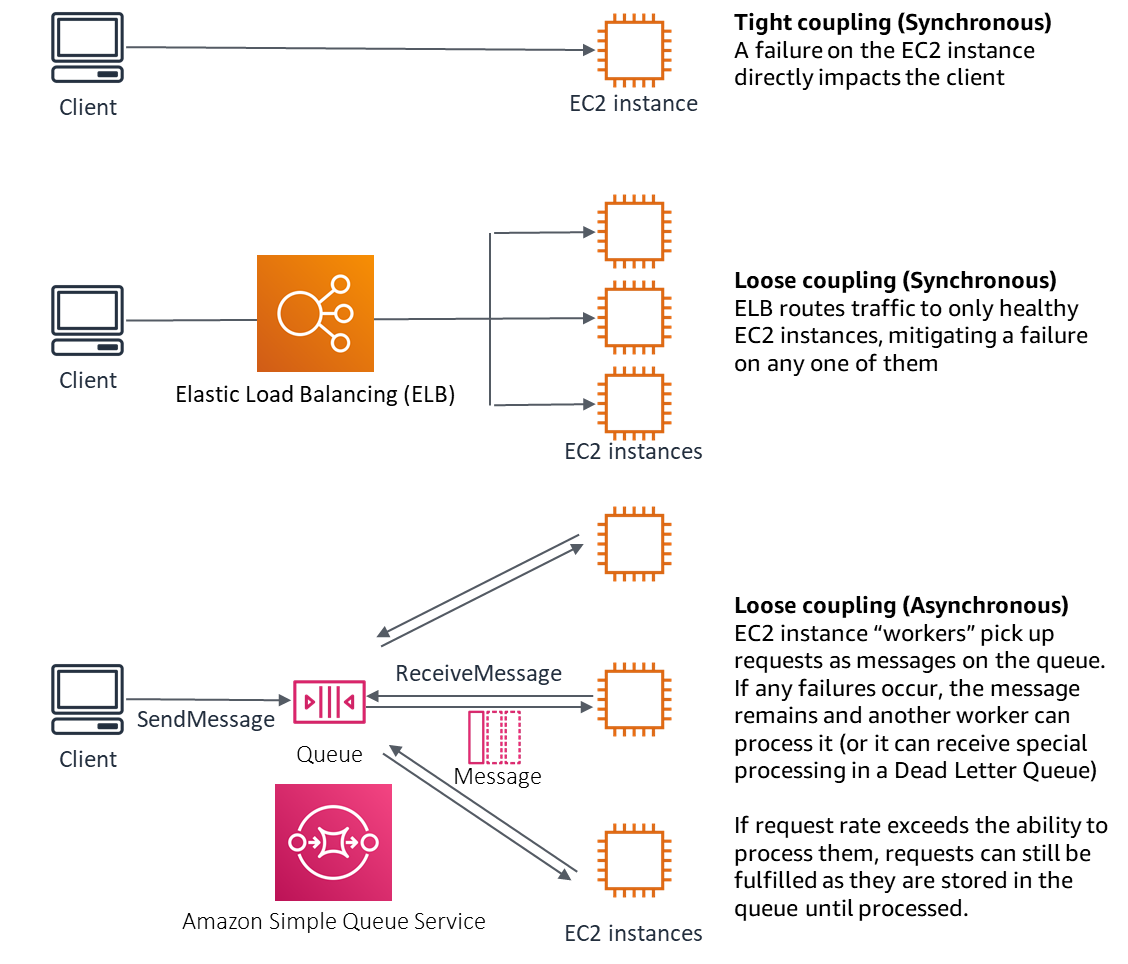 Tight coupling (Synchronous)
A failure on the EC2 instance
directly impacts the client
Client
EC2 instance
Loose coupling (Synchronous)
ELB routes traffic to only healthy
EC2 instances, mitigating a failure
on any one of them
Client
Elastic Load Balancing (ELB)
EC2 instances
Loose coupling (Asynchronous)
EC2 instance “workers” pick up
requests as messages on the queue.
If any failures occur, the message
remains and another worker can
process it (or it can receive special
processing in a Dead Letter Queue)
If request rate exceeds the ability to
process them, requests can still be
fulfilled as they are stored in the
queue until processed.
Client
SendMessage
ReceiveMessage
Queue
Message
Amazon Simple Queue Service
EC2 instances